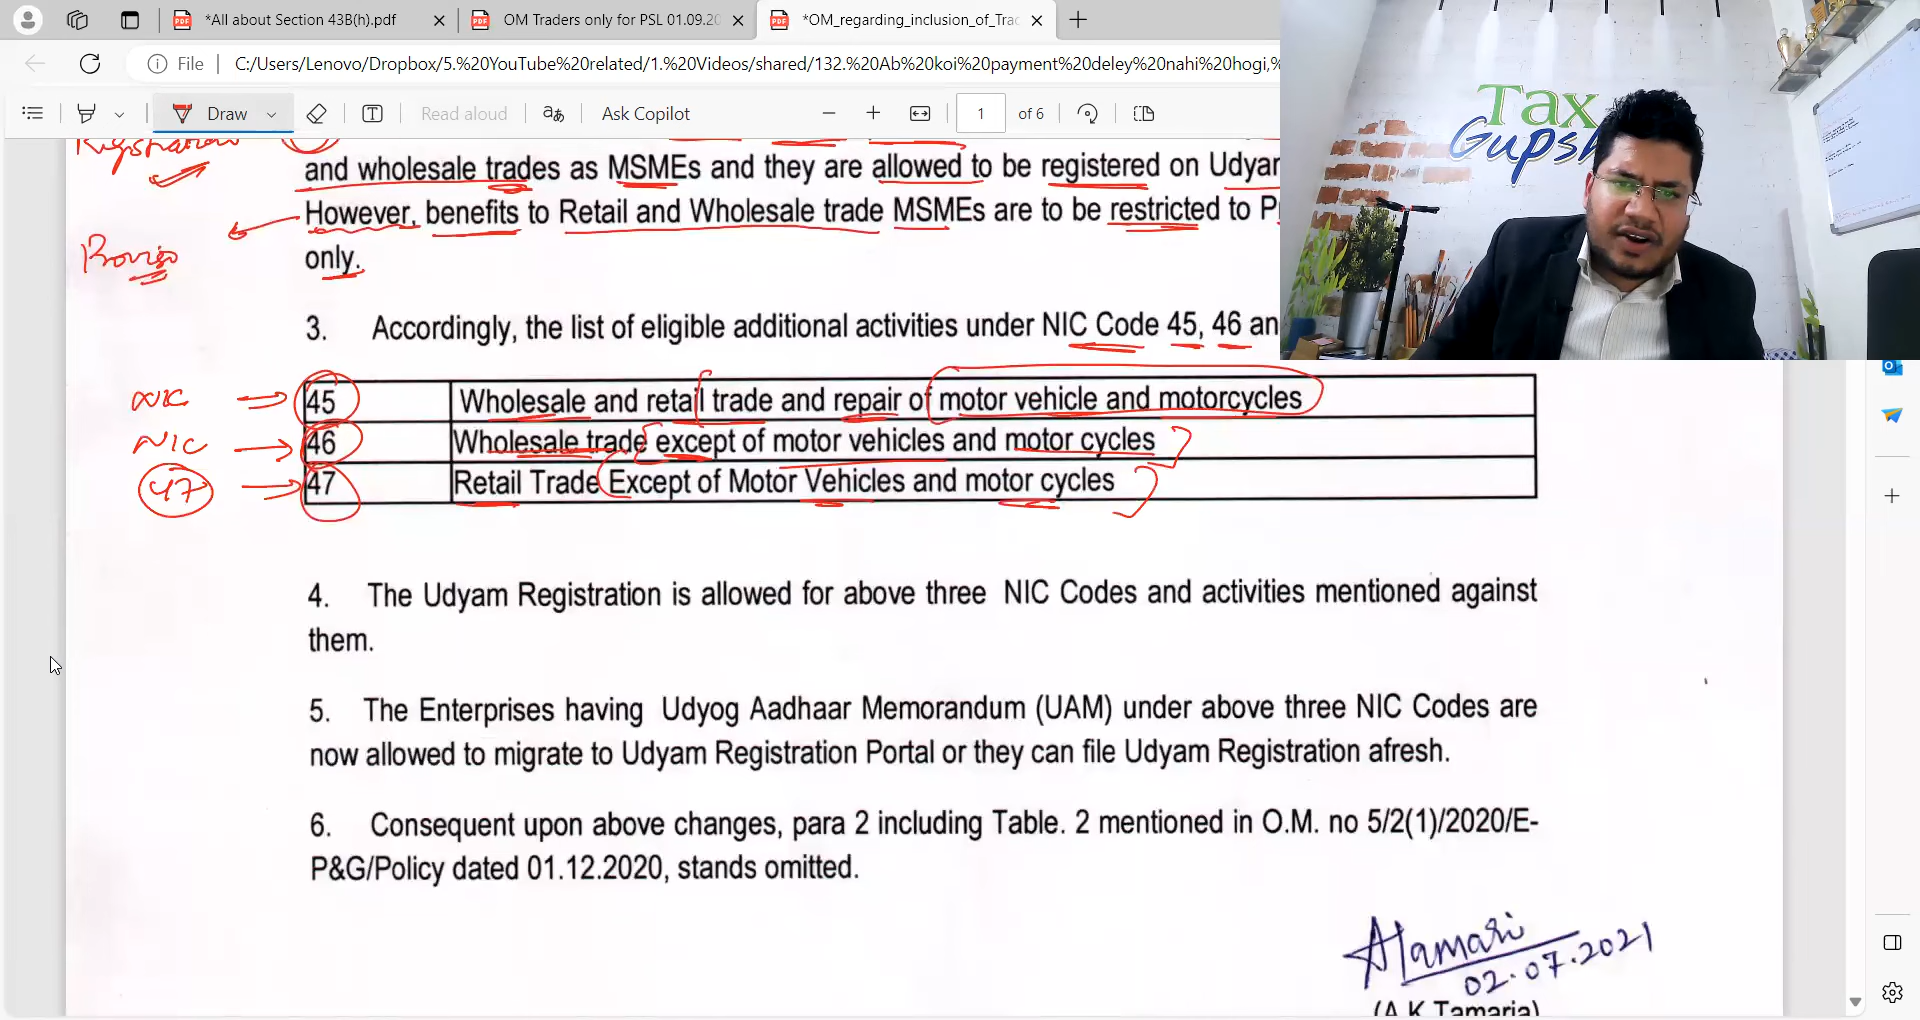 *All about Section 43B(h).pdf
OM Traders only for PSL 01.09.20
*OM_regarding_inclusion_of_Trad
File
C:/Users/Lenovo/Dropbox/5.%20YouTube%20related/1.%20Videos/shared/132.%20Ab%20koi%20payment%20deley%20nahi%20hogi,%
Draw
Read aloud
aあ
Ask Copilot
1
of 6
Tax
Gupsh
Registration
and wholesale trades as MSMEs and they are allowed to be registered on Udyam
However, benefits to Retail and Wholesale trade MSMEs are to be restricted to P
Proviso
only.
3. Accordingly, the list of eligible additional activities under NIC Code 45, 46 an
NIC
45 Wholesale and retail trade and repair of motor vehicle and motorcycles
NIC
46 Wholesale trade except of motor vehicles and motor cycles
47
47 Retail Trade Except of Motor Vehicles and motor cycles
4. The Udyam Registration is allowed for above three NIC Codes and activities mentioned against
them.
5. The Enterprises having Udyog Aadhaar Memorandum (UAM) under above three NIC Codes are
now allowed to migrate to Udyam Registration Portal or they can file Udyam Registration afresh.
6. Consequent upon above changes, para 2 including Table. 2 mentioned in O.M. no 5/2(1)/2020/E-
P&G/Policy dated 01.12.2020, stands omitted.
02.07.2021
(A K Tamaria)